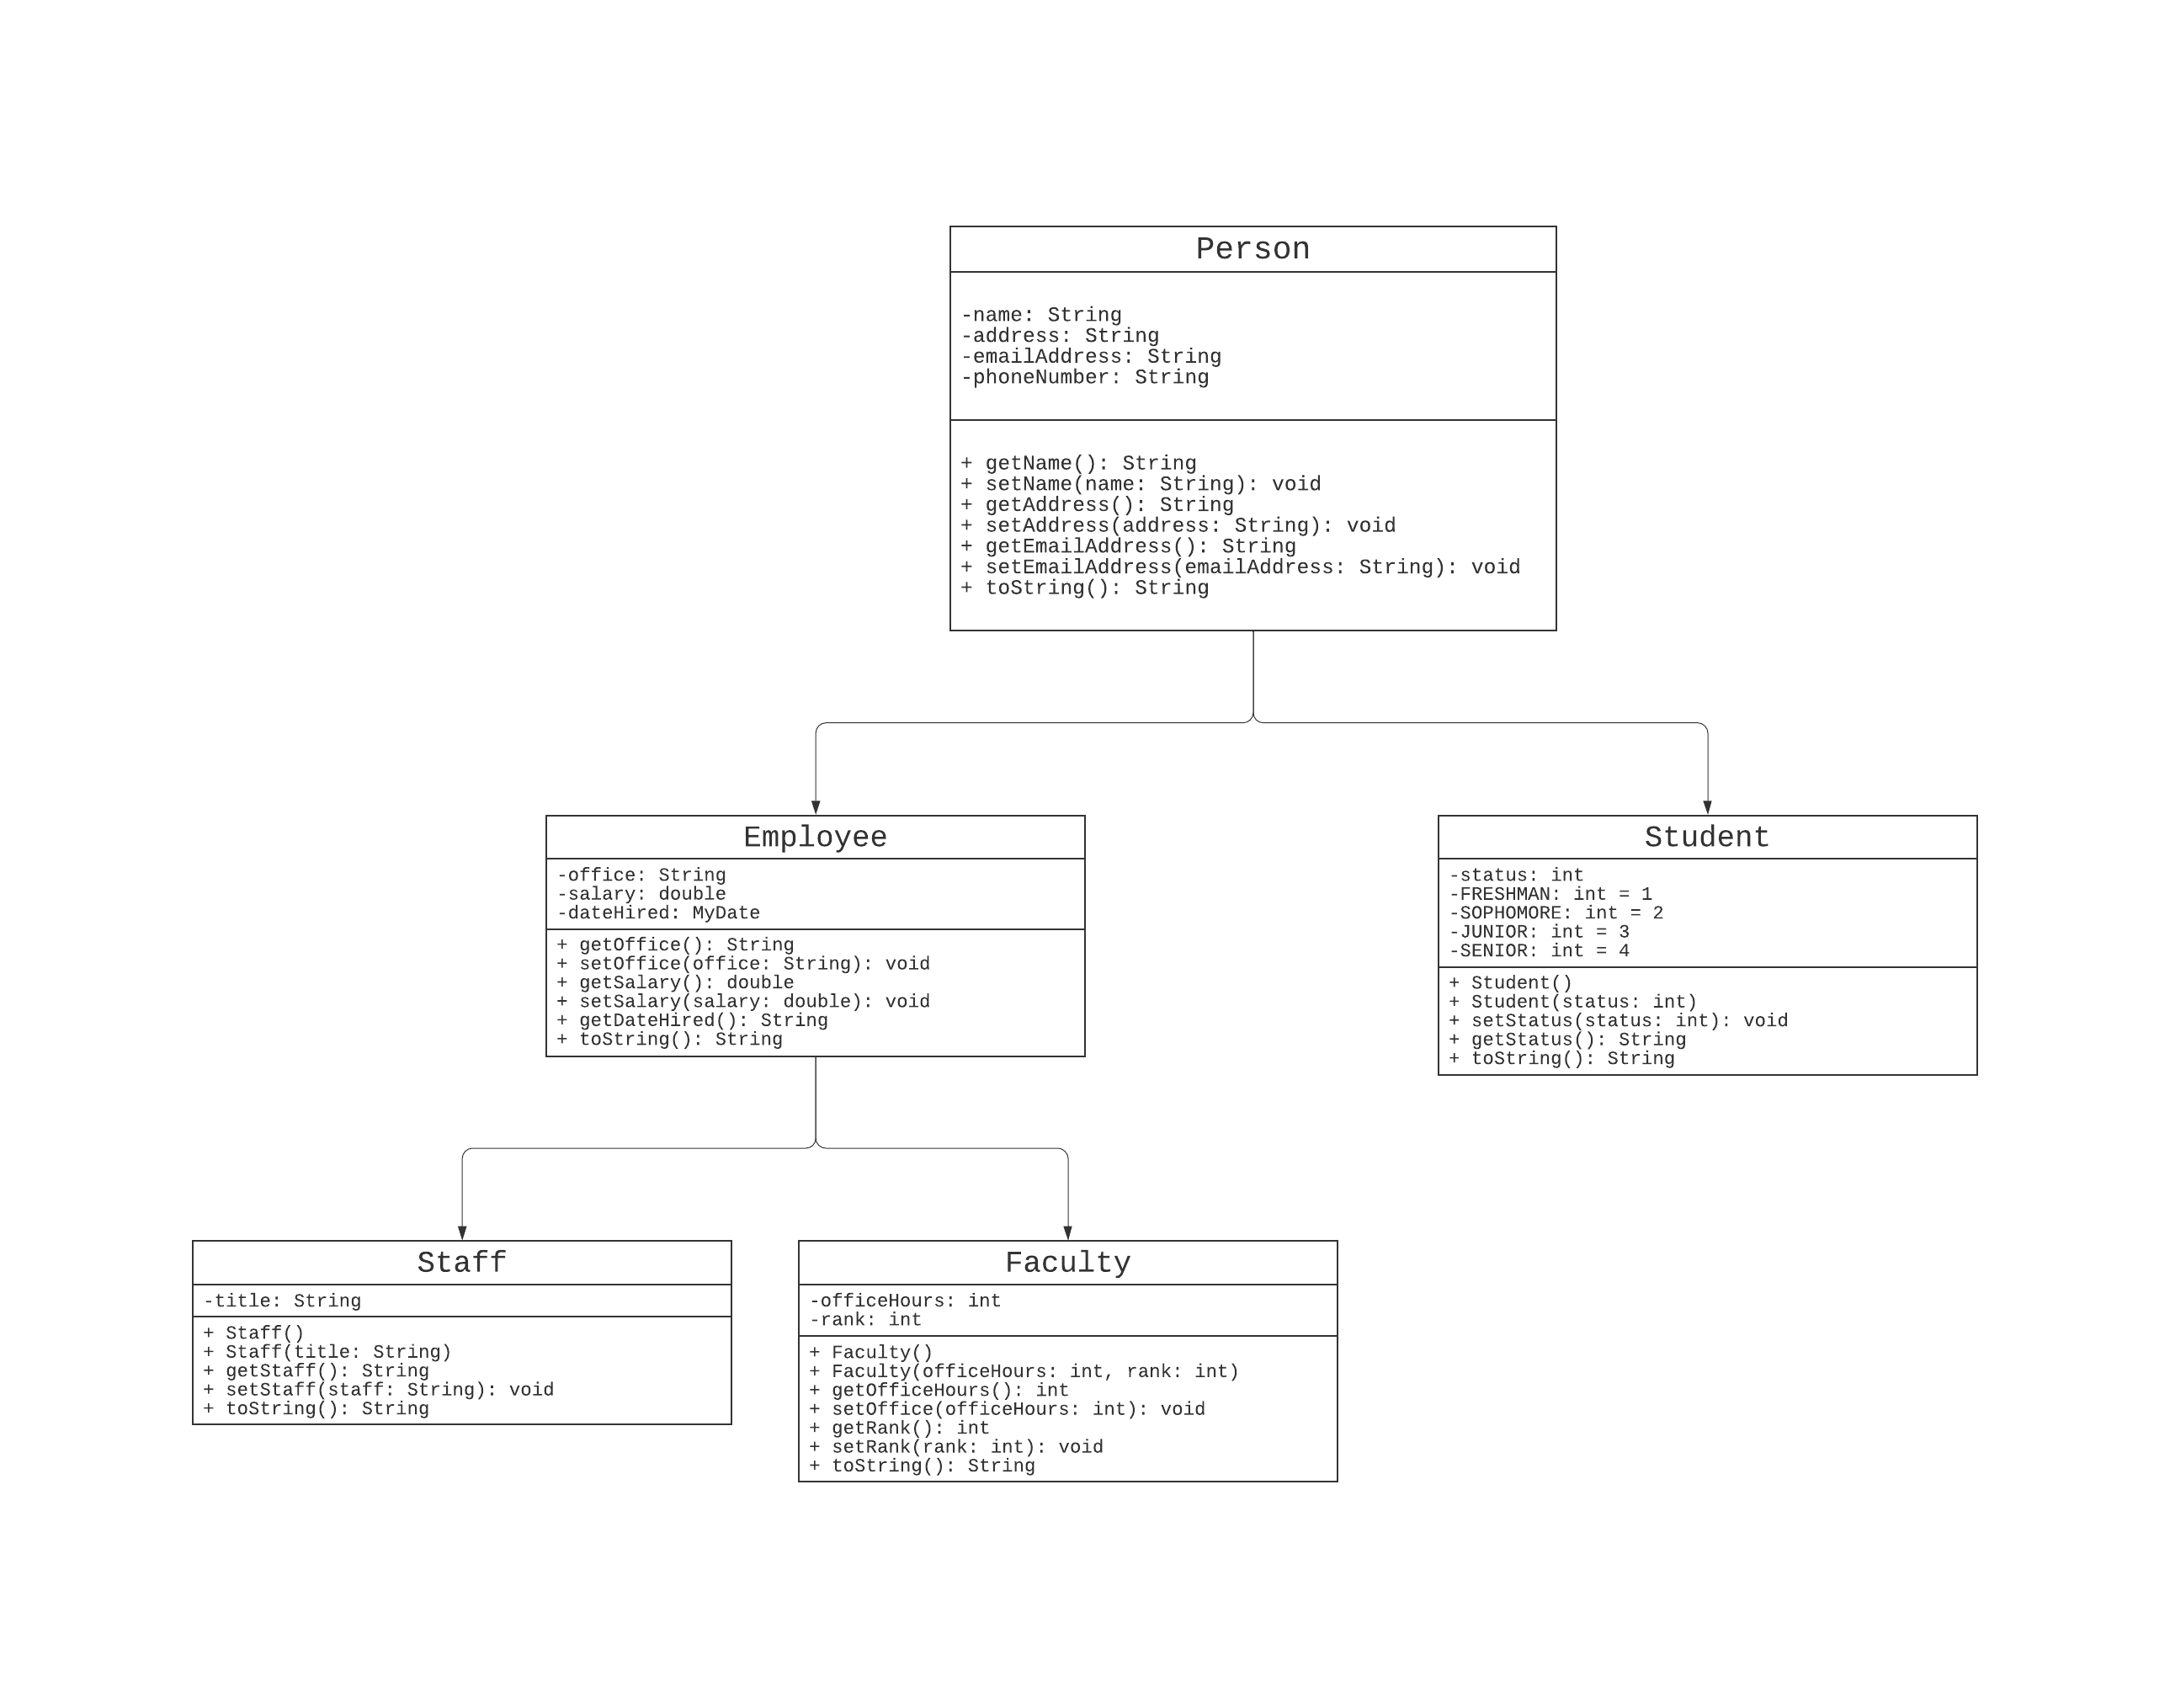 Person
-name: String
-address: String
-emailAddress: String
-phoneNumber: String
+ getName(): String
+ setName(name: String): void
+ getAddress(): String
+ setAddress(address: String): void
+ getEmailAddress(): String
+ setEmailAddress(emailAddress: String): void
+ toString(): String
Employee
-office: String
-salary: double
-dateHired: MyDate
+ getOffice(): String
+ setOffice(office: String): void
+ getSalary(): double
+ setSalary(salary: double): void
+ getDateHired(): String
+ toString(): String
Student
-status: int
-FRESHMAN: int = 1
-SOPHOMORE: int = 2
-JUNIOR: int = 3
-SENIOR: int = 4
+ Student()
+ Student(status: int)
+ setStatus(status: int): void
+ getStatus(): String
+ toString(): String
Staff
-title: String
+ Staff()
+ Staff(title: String)
+ getStaff(): String
+ setStaff(staff: String): void
+ toString(): String
Faculty
-officeHours: int
-rank: int
+ Faculty()
+ Faculty(officeHours: int, rank: int)
+ getOfficeHours(): int
+ setOffice(officeHours: int): void
+ getRank(): int
+ setRank(rank: int): void
+ toString(): String